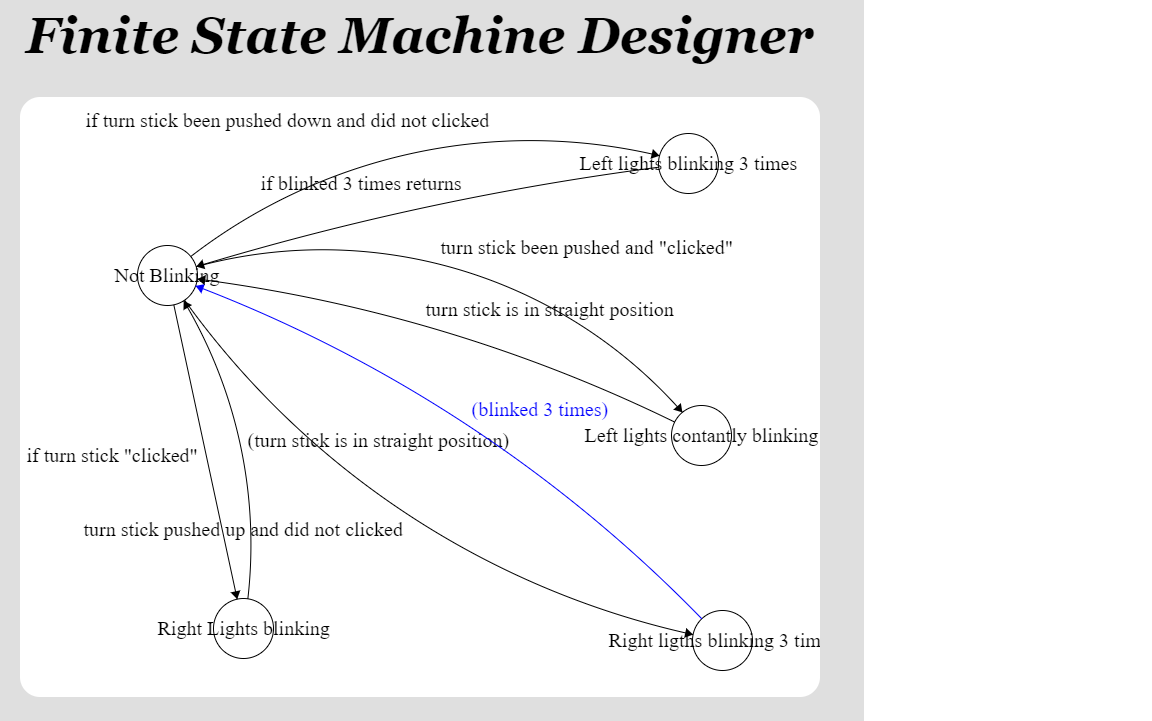 Finite State Machine Designer
if turn stick been pushed down and did not clicked
Left lights blinking 3 times
if blinked 3 times returns
turn stick been pushed and "clicked"
Not Blinking
turn stick is in straight position
(blinked 3 times)
Left lights contantly blinking
(turn stick is in straight position)
if turn stick "clicked"
turn stick pushed up and did not clicked
Right Lights blinking
Right ligths blinking 3 tim